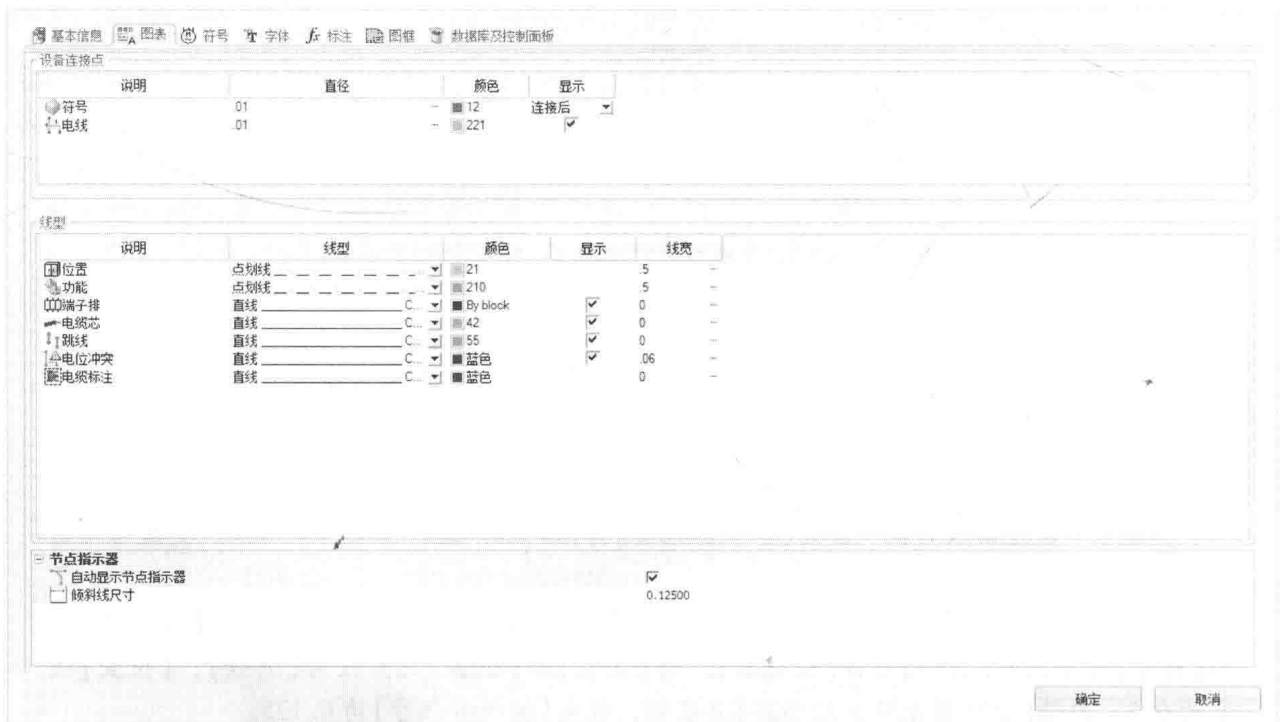 基本信息 图表 符号 字体 标注 图框 数据库及控制面板
设备连接点
说明 直径 颜色 显示
符号 .01 12 连接后
电线 .01 221
线型
说明 线型 颜色 显示 线宽
位置 点划线 21 .5
功能 点划线 210 .5
端子排 直线 C... By block 0
电缆芯 直线 C... 42 0
跳线 直线 C... 55 0
电位冲突 直线 C... 蓝色 .06
电缆标注 直线 C... 蓝色 0
节点指示器
自动显示节点指示器
倾斜线尺寸 0.12500
确定 取消